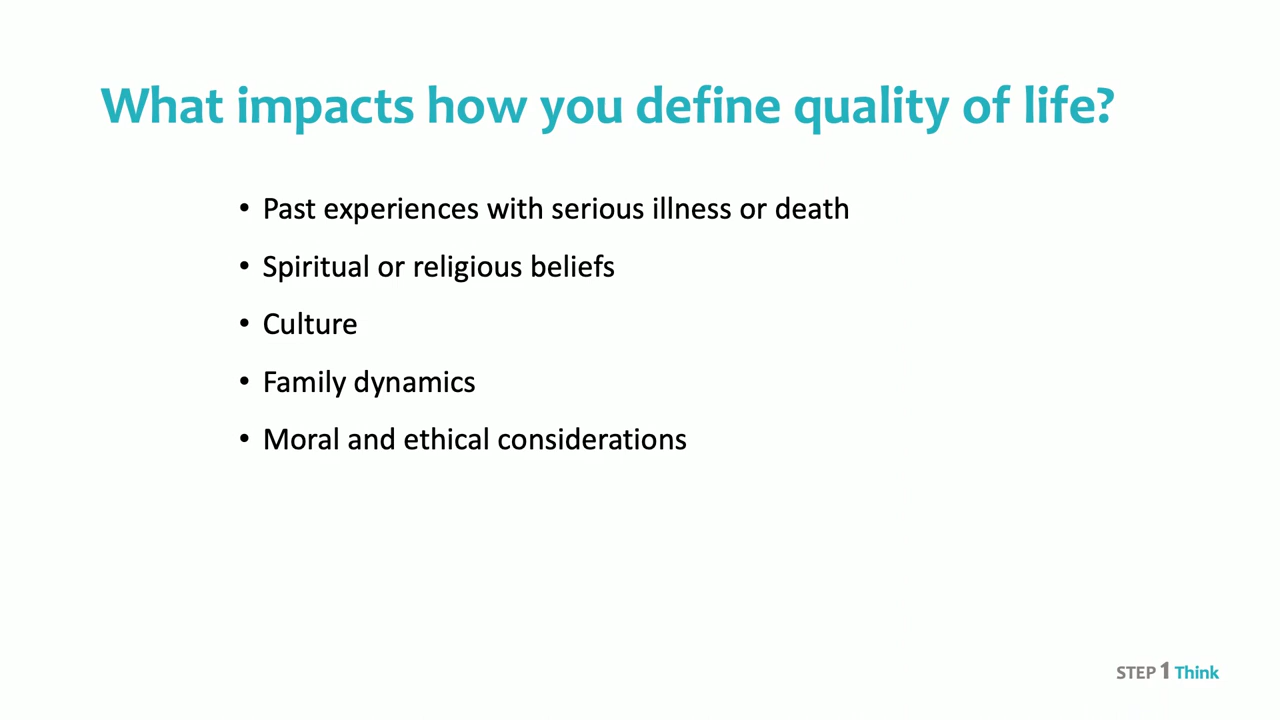 What impacts how you define quality of life?
• Past experiences with serious illness or death
• Spiritual or religious beliefs
• Culture
• Family dynamics
• Moral and ethical considerations
STEP 1 Think